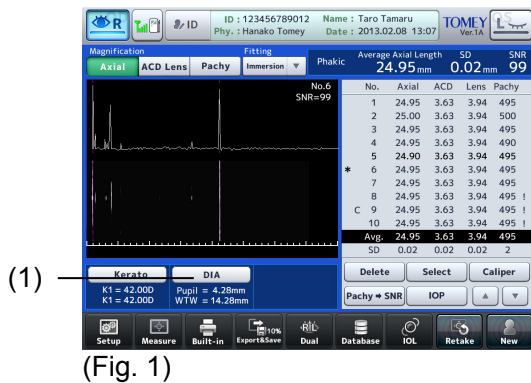 R
ID
ID : 123456789012
Phy. : Hanako Tomey
Name : Taro Tamaru
Date : 2013.02.08 13:07
TOMEY
Ver.1A
Magnification
Axial
ACD Lens
Pachy
Fitting
Immersion ▼
Phakic
Average Axial Length
24.95 mm
SD
0.02 mm
SNR
99
No.6
SNR=99
No. Axial ACD Lens Pachy
1 24.95 3.63 3.94 495
2 25.00 3.63 3.94 500
3 24.95 3.63 3.94 495
4 24.95 3.63 3.94 490
5 24.90 3.63 3.94 495
* 6 24.95 3.63 3.94 495
7 24.95 3.63 3.94 495
8 24.95 3.63 3.94 495 !
C 9 24.95 3.63 3.94 495 !
10 24.95 3.63 3.94 495 !
Avg. 24.95 3.63 3.94 495
SD 0.02 0.02 0.02 2
(1)
Kerato
K1 = 42.00D
K1 = 42.00D
DIA
Pupil = 4.28mm
WTW = 14.28mm
Delete
Select
Caliper
Pachy ➜ SNR
IOP
▲
▼
Setup
Measure
Built-in
10%
Export&Save
R L
Dual
Database
IOL
Retake
New
(Fig. 1)